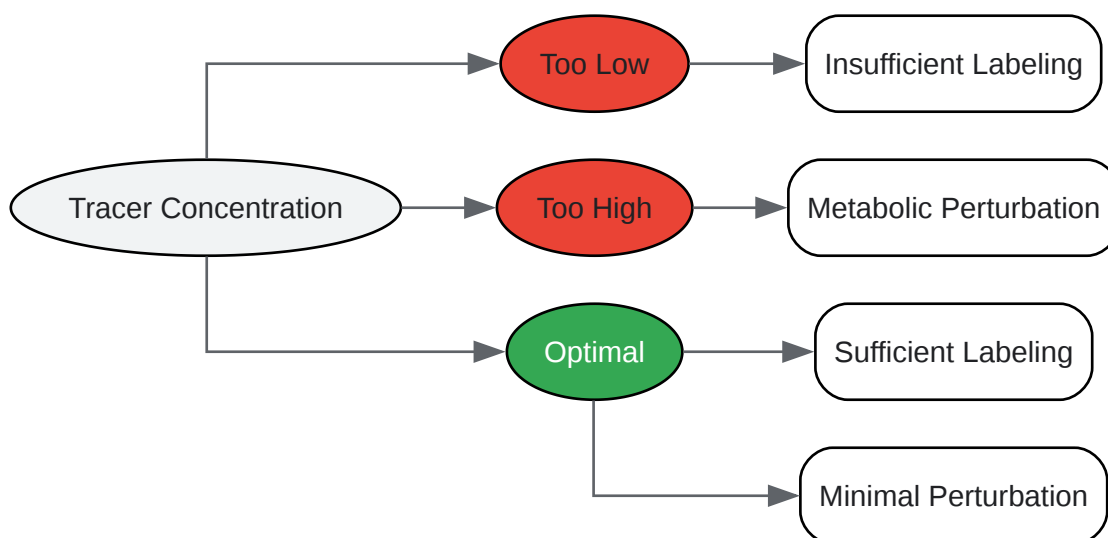 Too Low
Insufficient Labeling
Tracer Concentration
Too High
Metabolic Perturbation
Optimal
Sufficient Labeling
Minimal Perturbation